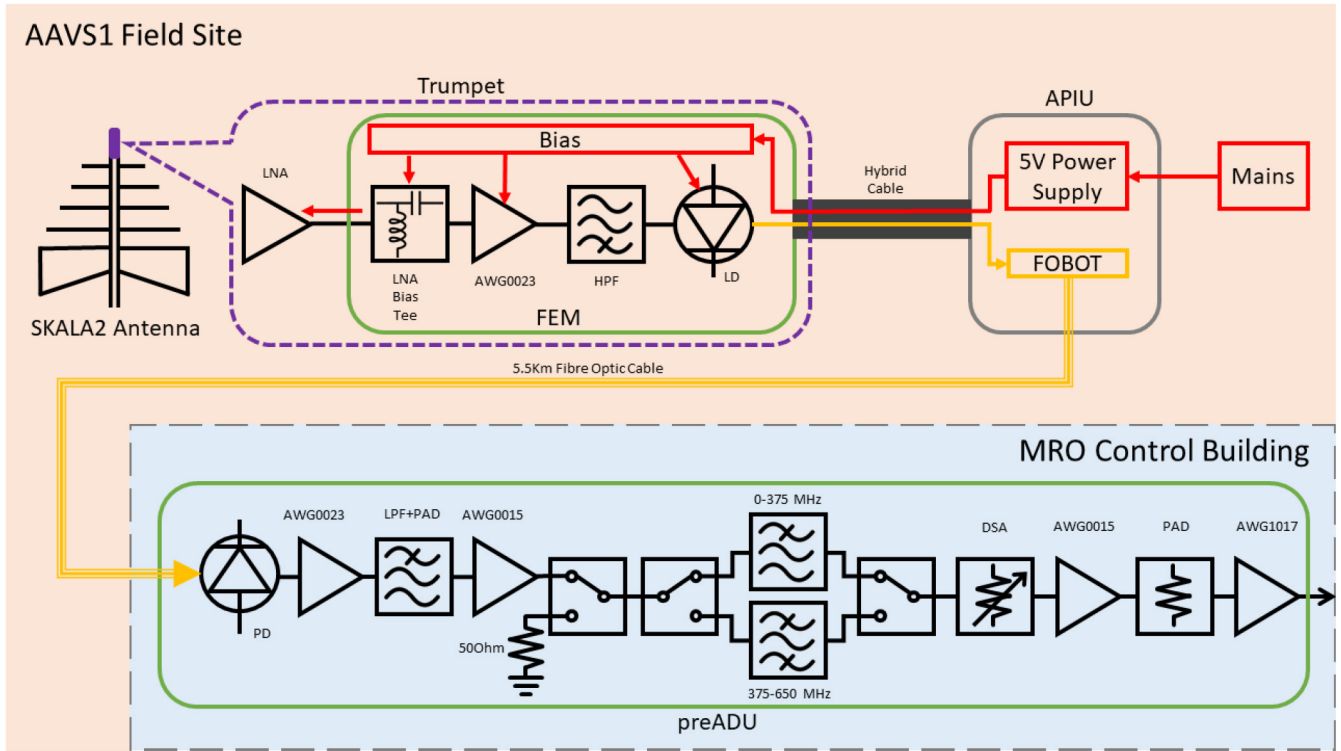 AAVS1 Field Site
Trumpet
APIU
Bias
5V Power
Supply
Mains
LNA
Hybrid
Cable
FOBOT
LNA
Bias
Tee
AWG0023
HPF
LD
FEM
SKALA2 Antenna
5.5Km Fibre Optic Cable
MRO Control Building
AWG0023
LPF+PAD
AWG0015
0-375 MHz
DSA
AWG0015
PAD
AWG1017
PD
50Ohm
375-650 MHz
preADU